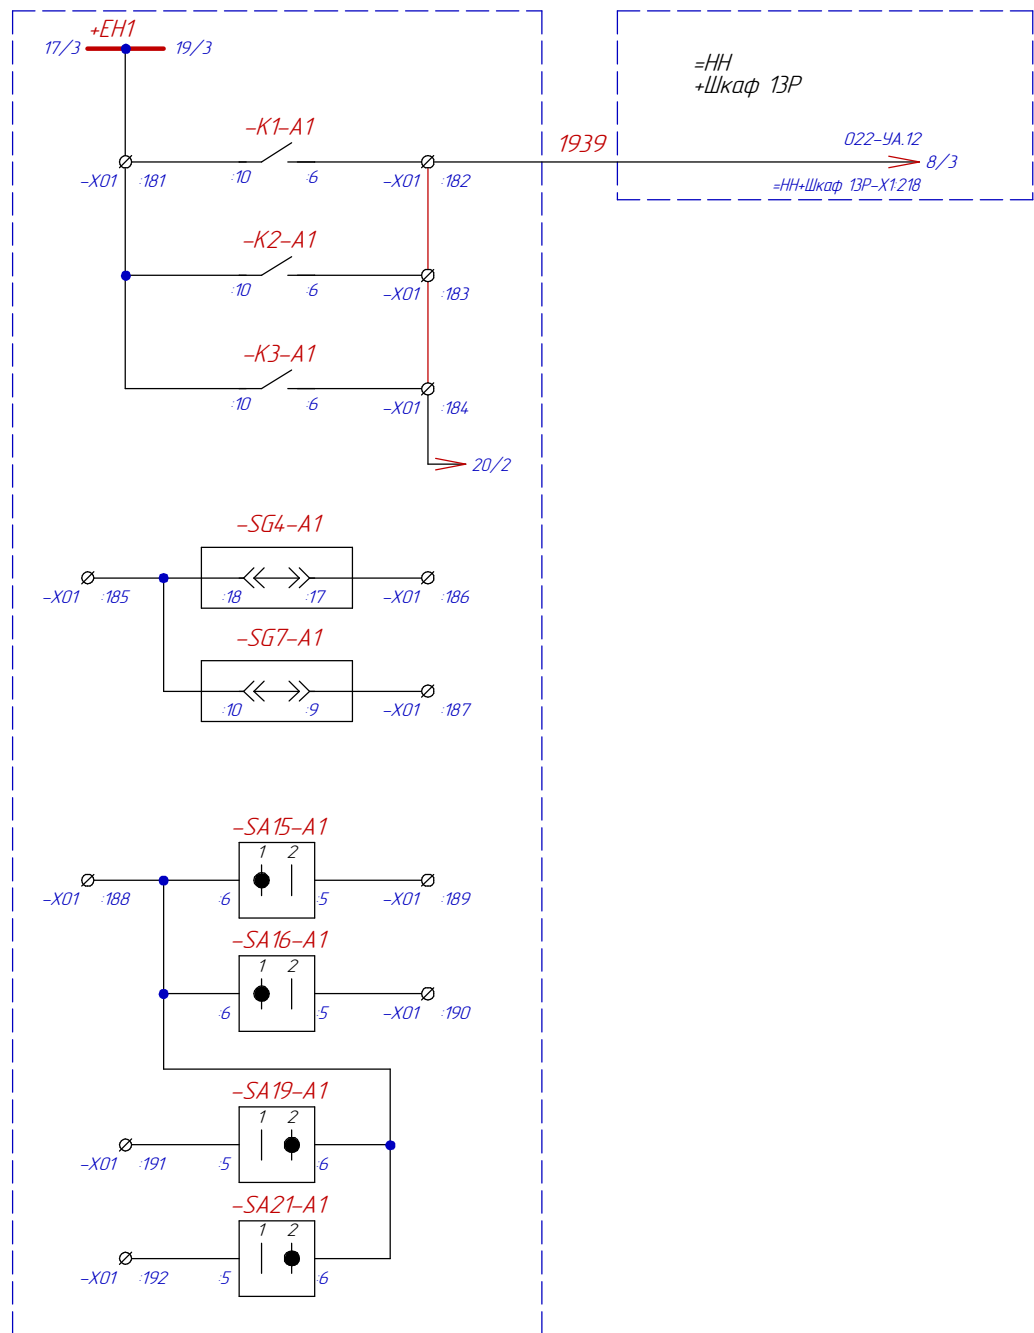 +EH1
17/3 19/3
=НН
+Шкаф 13Р
-K1-A1
1939
022-УА.12
8/3
-X01 :181 :10 :6 -X01 :182
=НН+Шкаф 13Р-X1:218
-K2-A1
:10 :6 -X01 :183
-K3-A1
:10 :6 -X01 :184
20/2
-SG4-A1
-X01 :185 :18 :17 -X01 :186
-SG7-A1
:10 :9 -X01 :187
-SA15-A1
1 2
-X01 :188 :6 :5 -X01 :189
-SA16-A1
1 2
:6 :5 -X01 :190
-SA19-A1
1 2
-X01 :191 :5 :6
-SA21-A1
1 2
-X01 :192 :5 :6